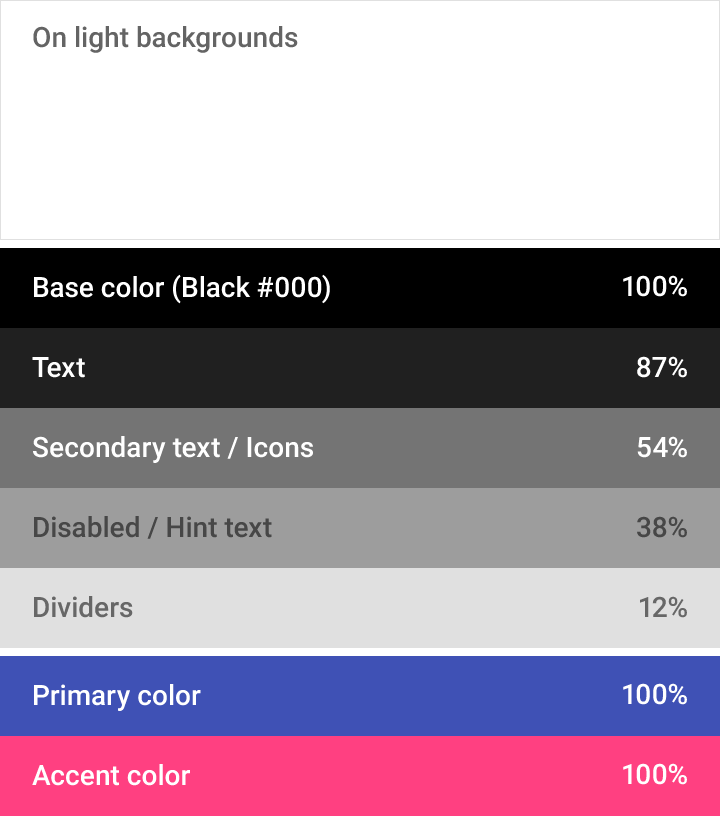 On light backgrounds
Base color (Black #000) 100%
Text 87%
Secondary text / Icons 54%
Disabled / Hint text 38%
Dividers 12%
Primary color 100%
Accent color 100%